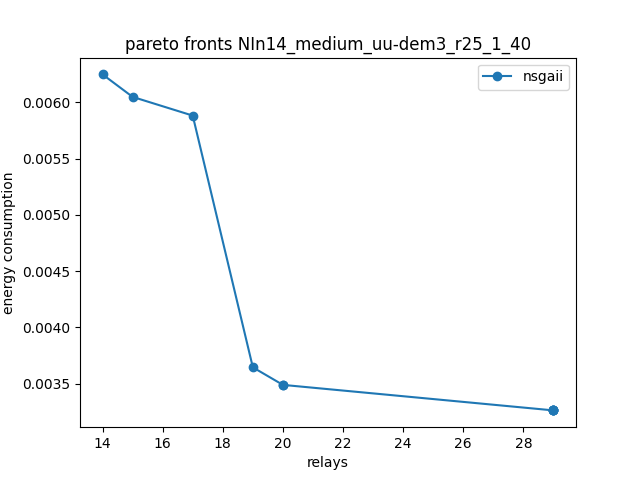 pareto fronts NIn14_medium_uu-dem3_r25_1_40
nsgaii
0.0060
0.0055
0.0050
0.0045
0.0040
0.0035
energy consumption
14 16 18 20 22 24 26 28
relays